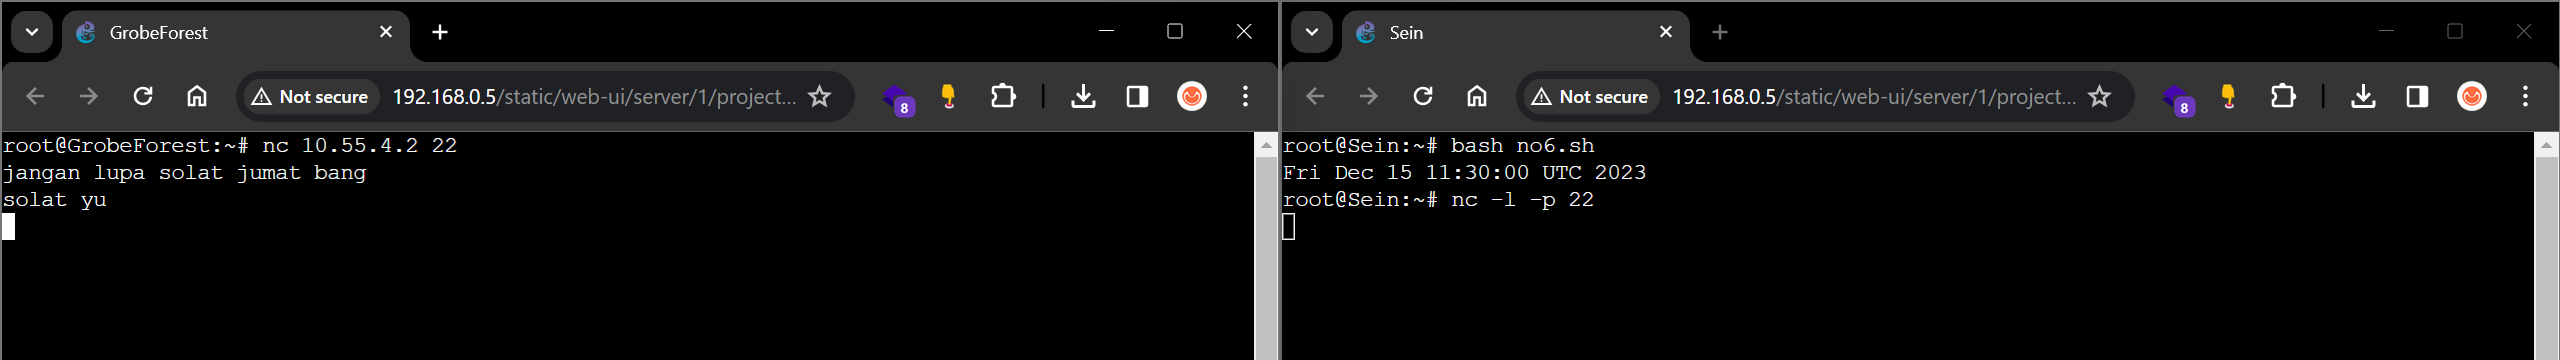 GrobeForest
Not secure 192.168.0.5/static/web-ui/server/1/project...
8
root@GrobeForest:~# nc 10.55.4.2 22
jangan lupa solat jumat bang
solat yu
Sein
Not secure 192.168.0.5/static/web-ui/server/1/project...
8
root@Sein:~# bash no6.sh
Fri Dec 15 11:30:00 UTC 2023
root@Sein:~# nc -l -p 22